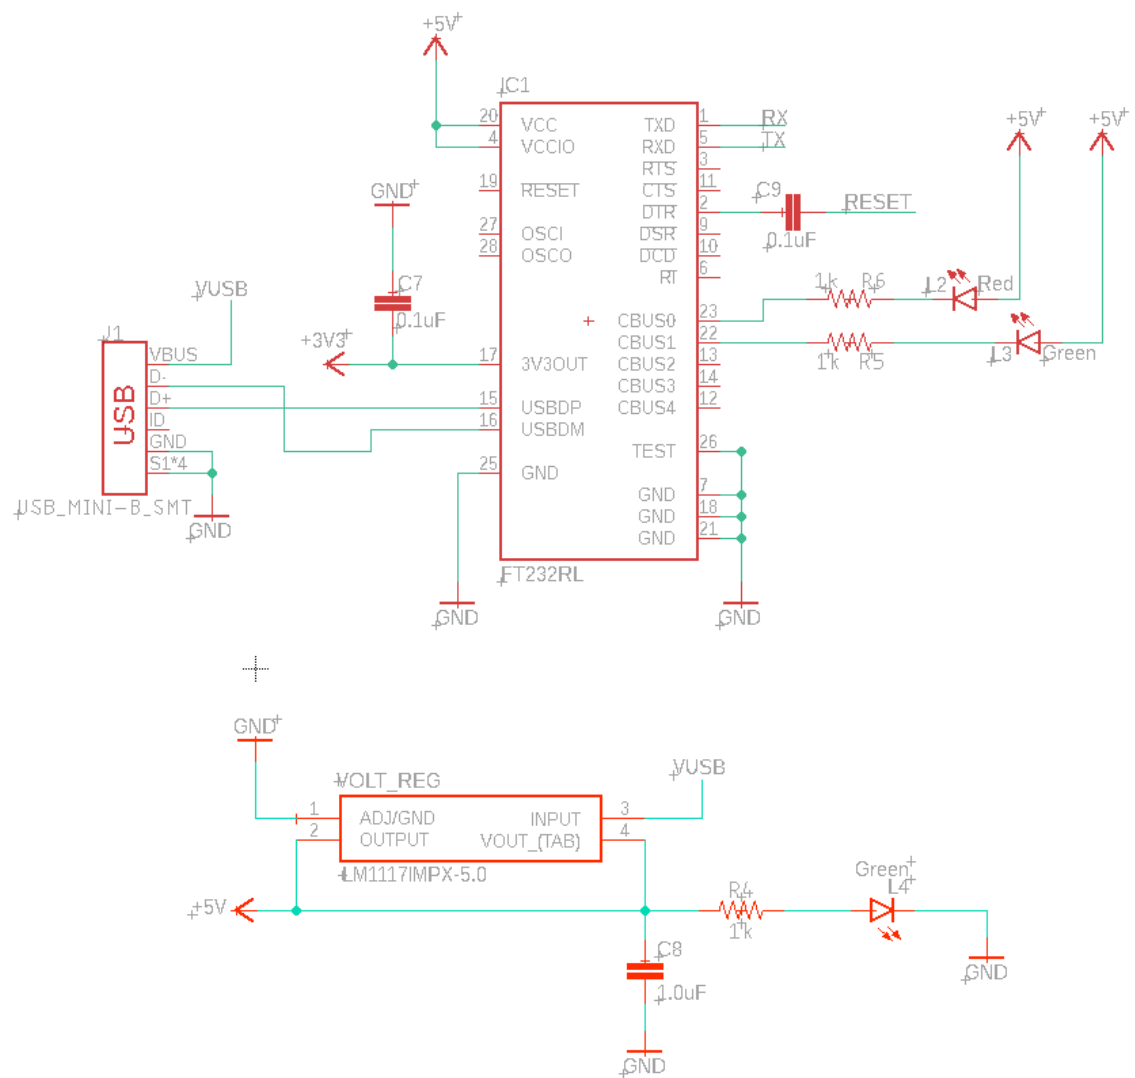 +5V
IC1
20 VCC TXD 1 RX
4 VCCIO RXD 5 TX
RTS 3
19 RESET CTS 11
DTR 2 C9 0.1uF RESET
27 OSCI DSR 9
28 OSCO DCD 10
RI 6
+5V +5V
GND
C7
0.1uF
+3V3
CBUS0 23 1k R6 L2 Red
CBUS1 22 1k R5 L3 Green
17 3V3OUT CBUS2 13
CBUS3 14
15 USBDP CBUS4 12
16 USBDM
TEST 26
25 GND
GND 7
GND 18
GND 21
FT232RL
GND
GND
VUSB
J1
USB
VBUS
D-
D+
ID
GND
S1*4
USB_MINI-B_SMT
GND
GND
VOLT_REG
VUSB
1 ADJ/GND INPUT 3
2 OUTPUT VOUT_(TAB) 4
LM1117IMPX-5.0
+5V
R4
1k
Green
L4
GND
C8
1.0uF
GND